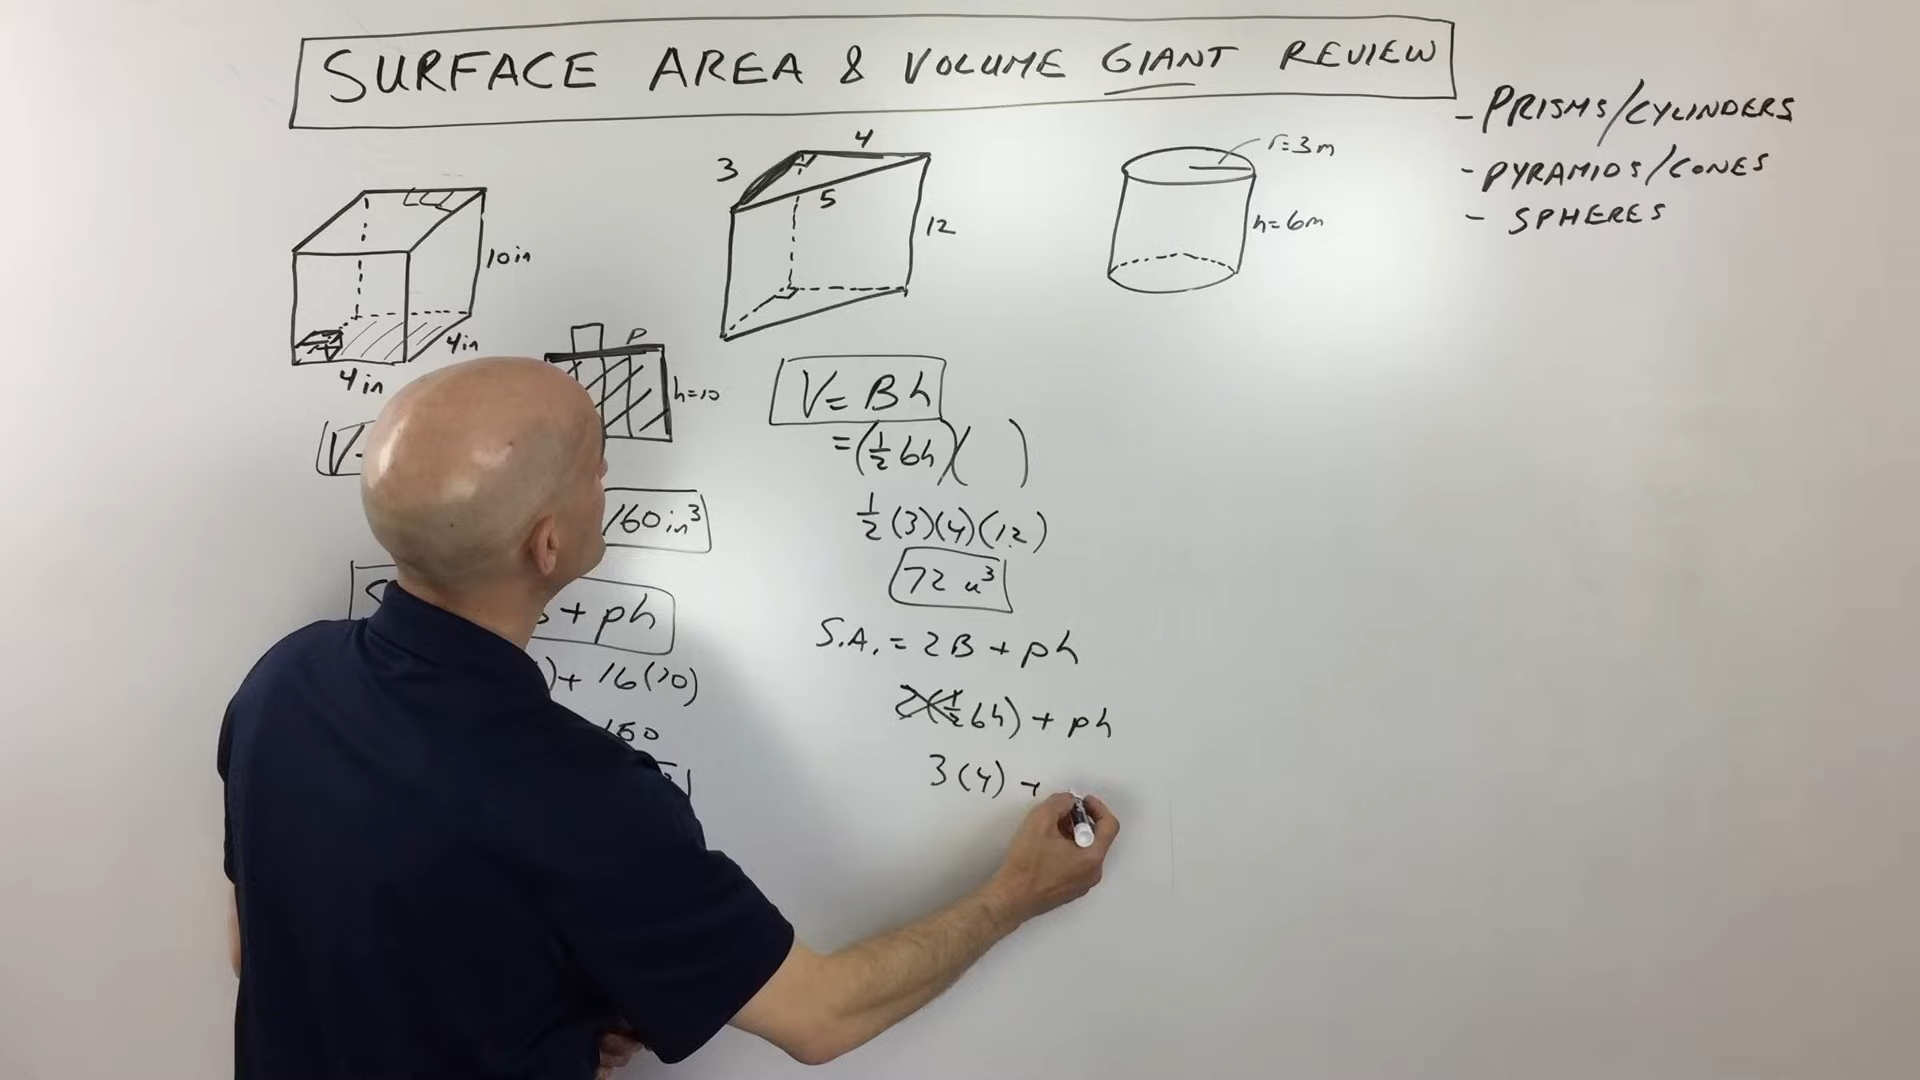 SURFACE AREA & VOLUME GIANT REVIEW
- PRISMS/CYLINDERS
- PYRAMIDS/CONES
- SPHERES
10in
4in
4in
P
h=10
160in³
+ ph
+ 16(10)
160
3
4
5
12
V=Bh
=(½bh)( )
½(3)(4)(12)
72 u³
S.A. = 2B + ph
2(½bh) + ph
3(4) +
r=3m
h=6m